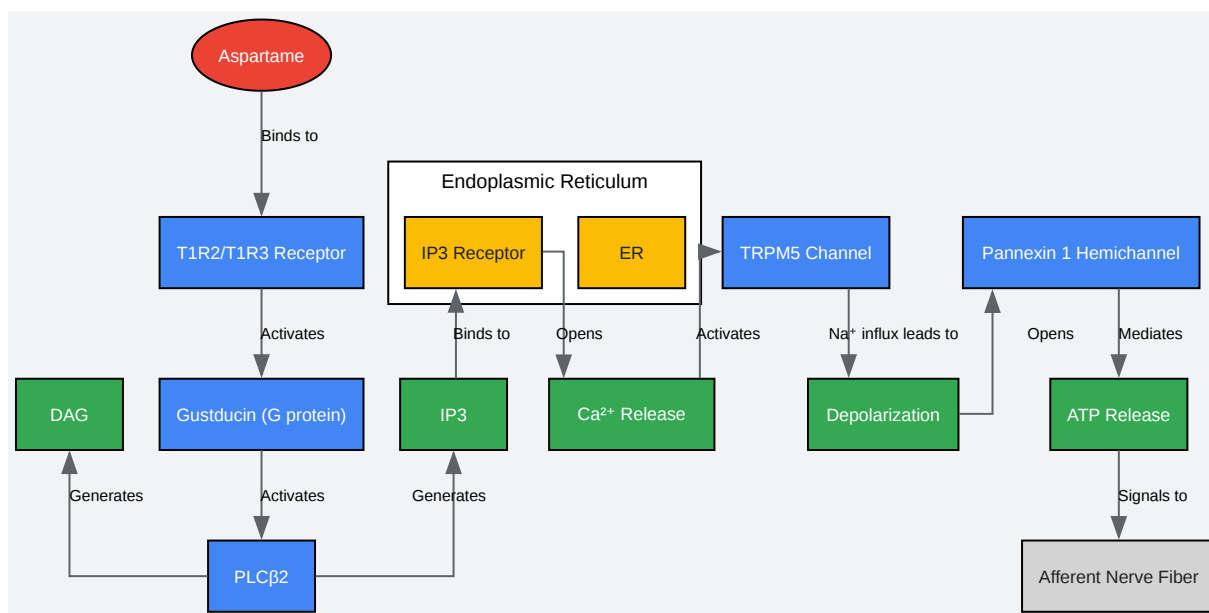 Aspartame
Binds to
Endoplasmic Reticulum
T1R2/T1R3 Receptor
IP3 Receptor
ER
TRPM5 Channel
Pannexin 1 Hemichannel
Activates
Binds to
Opens
Activates
Na⁺ influx leads to
Opens
Mediates
DAG
Gustducin (G protein)
IP3
Ca²⁺ Release
Depolarization
ATP Release
Generates
Activates
Generates
Signals to
PLCβ2
Afferent Nerve Fiber